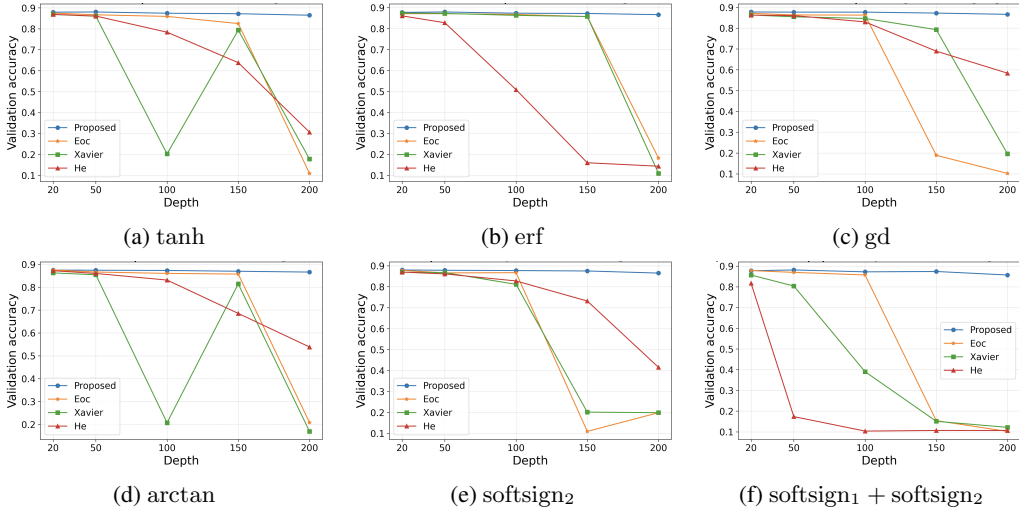 Validation accuracy
0.9
0.8
0.7
0.6
0.5
0.4
0.3
0.2
0.1
Proposed
Eoc
Xavier
He
20 50 100 150 200
Depth
(a) tanh
Validation accuracy
0.9
0.8
0.7
0.6
0.5
0.4
0.3
0.2
0.1
Proposed
Eoc
Xavier
He
20 50 100 150 200
Depth
(b) erf
Validation accuracy
0.9
0.8
0.7
0.6
0.5
0.4
0.3
0.2
0.1
Proposed
Eoc
Xavier
He
20 50 100 150 200
Depth
(c) gd
Validation accuracy
0.9
0.8
0.7
0.6
0.5
0.4
0.3
0.2
Proposed
Eoc
Xavier
He
20 50 100 150 200
Depth
(d) arctan
Validation accuracy
0.9
0.8
0.7
0.6
0.5
0.4
0.3
0.2
0.1
Proposed
Eoc
Xavier
He
20 50 100 150 200
Depth
(e) softsign₂
Validation accuracy
0.9
0.8
0.7
0.6
0.5
0.4
0.3
0.2
0.1
Proposed
Eoc
Xavier
He
20 50 100 150 200
Depth
(f) softsign₁ + softsign₂